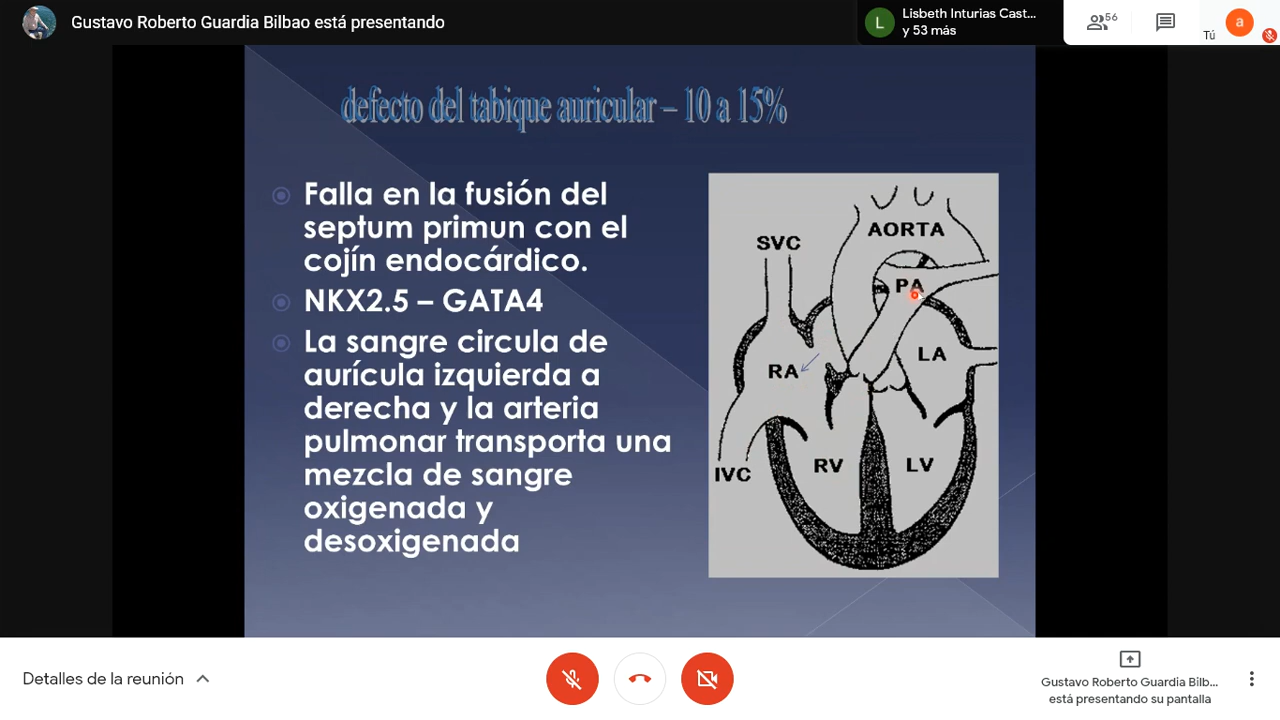 Gustavo Roberto Guardia Bilbao está presentando
L
Lisbeth Inturias Cast...
y 53 más
56
Tú
a
defecto del tabique auricular – 10 a 15%
Falla en la fusión del
septum primun con el
cojín endocárdico.
NKX2.5 – GATA4
La sangre circula de
aurícula izquierda a
derecha y la arteria
pulmonar transporta una
mezcla de sangre
oxigenada y
desoxigenada
SVC
AORTA
PA
RA
LA
IVC
RV
LV
Detalles de la reunión
Gustavo Roberto Guardia Bilb...
está presentando su pantalla